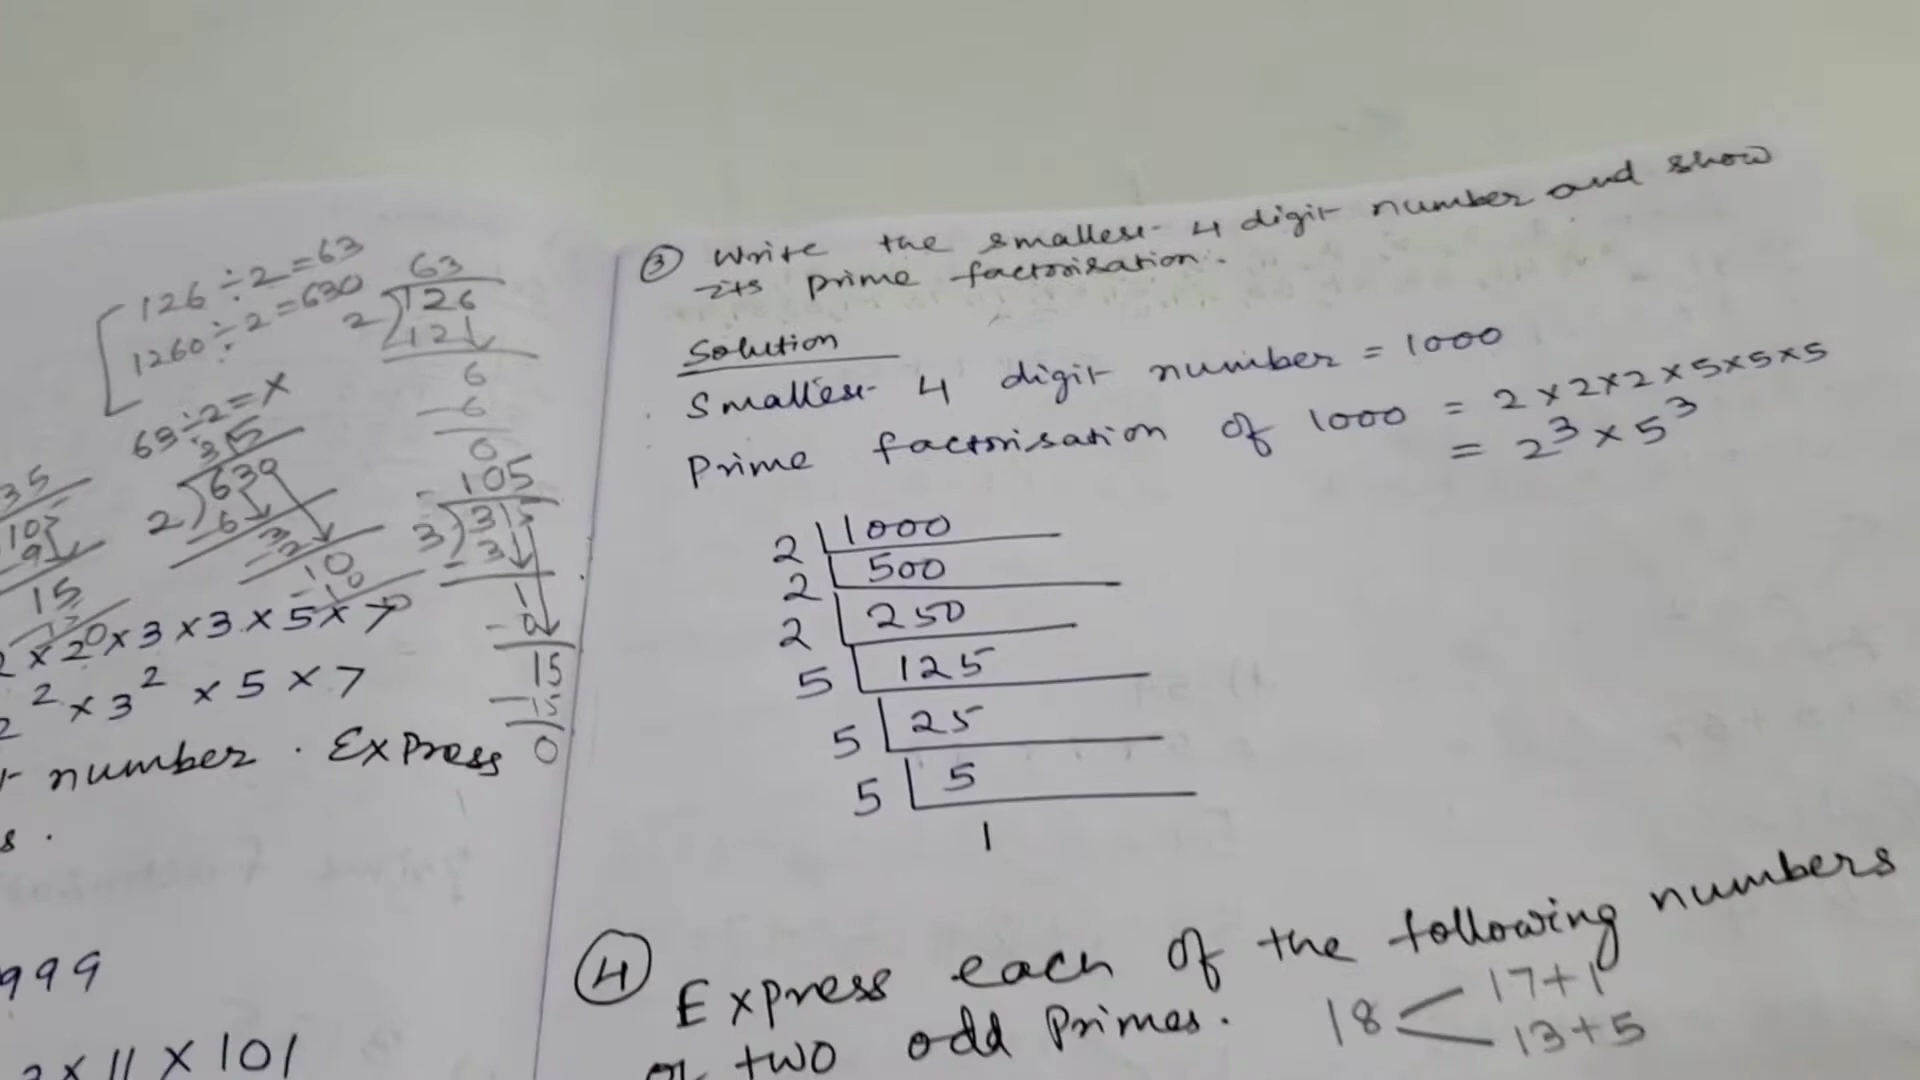 126 ÷ 2 = 63
1260 ÷ 2 = 630
63
2)126
12
6
- 6
0
63 ÷ 2 = X
315
2)630
6
3
2
10
- 10
0
105
3)315
3
1
- 0
15
- 15
0
35
10
9
15
15
0
2 x 2 x 3 x 3 x 5 x 7
2² x 3² x 5 x 7
number . Express
s .
999
x 11 x 101
③ Write the smallest 4 digit number and show
its prime factorisation.
Solution
Smallest 4 digit number = 1000
Prime factorisation of 1000 = 2 x 2 x 2 x 5 x 5 x 5
= 2³ x 5³
2 | 1000
2 | 500
2 | 250
5 | 125
5 | 25
5 | 5
1
④ Express each of the following numbers
or two odd Primes.
18 < 17+1
13+5